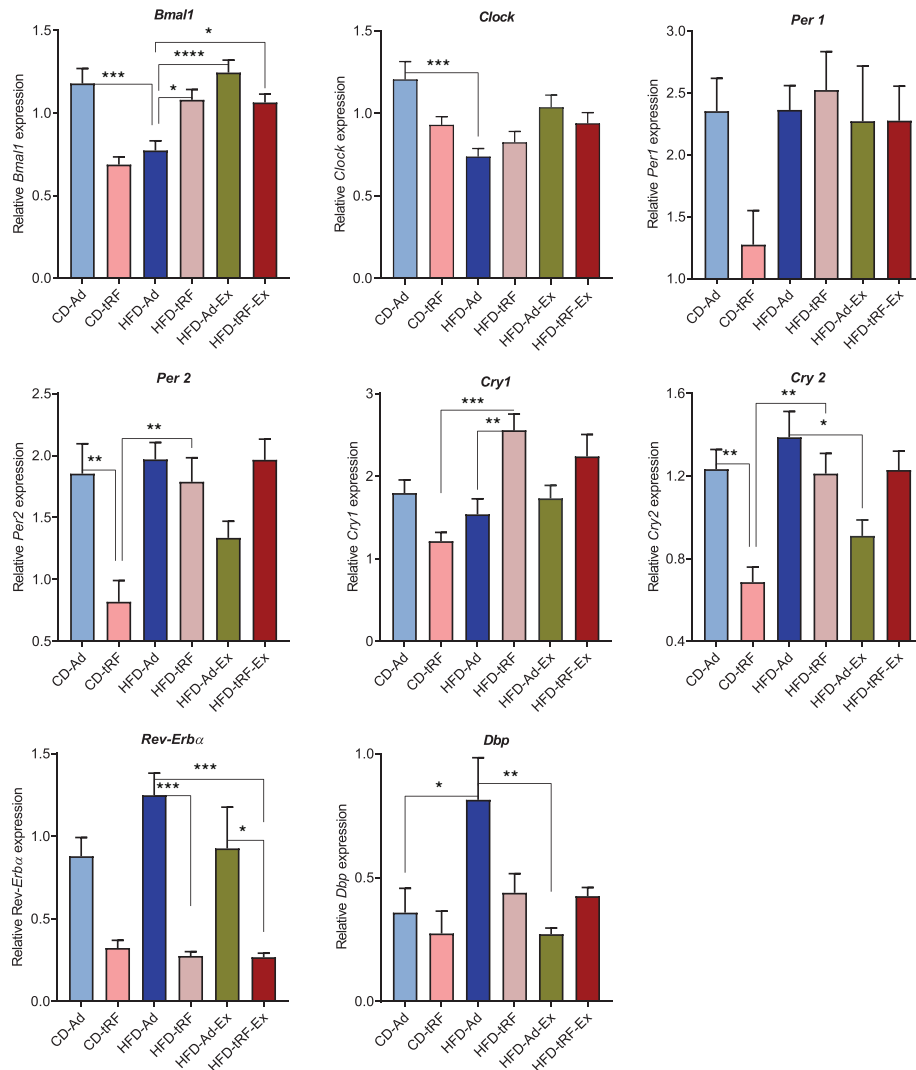 Bmal1
Relative Bmal1 expression
1.5
1.0
0.5
0.0
***
*
****
*
CD-Ad
CD-tRF
HFD-Ad
HFD-tRF
HFD-Ad-Ex
HFD-tRF-Ex
Clock
Relative Clock expression
1.5
1.0
0.5
0.0
***
CD-Ad
CD-tRF
HFD-Ad
HFD-tRF
HFD-Ad-Ex
HFD-tRF-Ex
Per 1
Relative Per1 expression
3.0
2.5
2.0
1.5
1.0
CD-Ad
CD-tRF
HFD-Ad
HFD-tRF
HFD-Ad-Ex
HFD-tRF-Ex
Per 2
Relative Per2 expression
2.5
2.0
1.5
1.0
0.5
**
**
CD-Ad
CD-tRF
HFD-Ad
HFD-tRF
HFD-Ad-Ex
HFD-tRF-Ex
Cry1
Relative Cry1 expression
3
2
1
0
***
**
CD-Ad
CD-tRF
HFD-Ad
HFD-tRF
HFD-Ad-Ex
HFD-tRF-Ex
Cry 2
Relative Cry2 expression
1.6
1.2
0.8
0.4
**
**
*
CD-Ad
CD-tRF
HFD-Ad
HFD-tRF
HFD-Ad-Ex
HFD-tRF-Ex
Rev-Erbα
Relative Rev-Erbα expression
1.5
1.0
0.5
0.0
***
***
*
CD-Ad
CD-tRF
HFD-Ad
HFD-tRF
HFD-Ad-Ex
HFD-tRF-Ex
Dbp
Relative Dbp expression
1.0
0.5
0.0
*
**
CD-Ad
CD-tRF
HFD-Ad
HFD-tRF
HFD-Ad-Ex
HFD-tRF-Ex